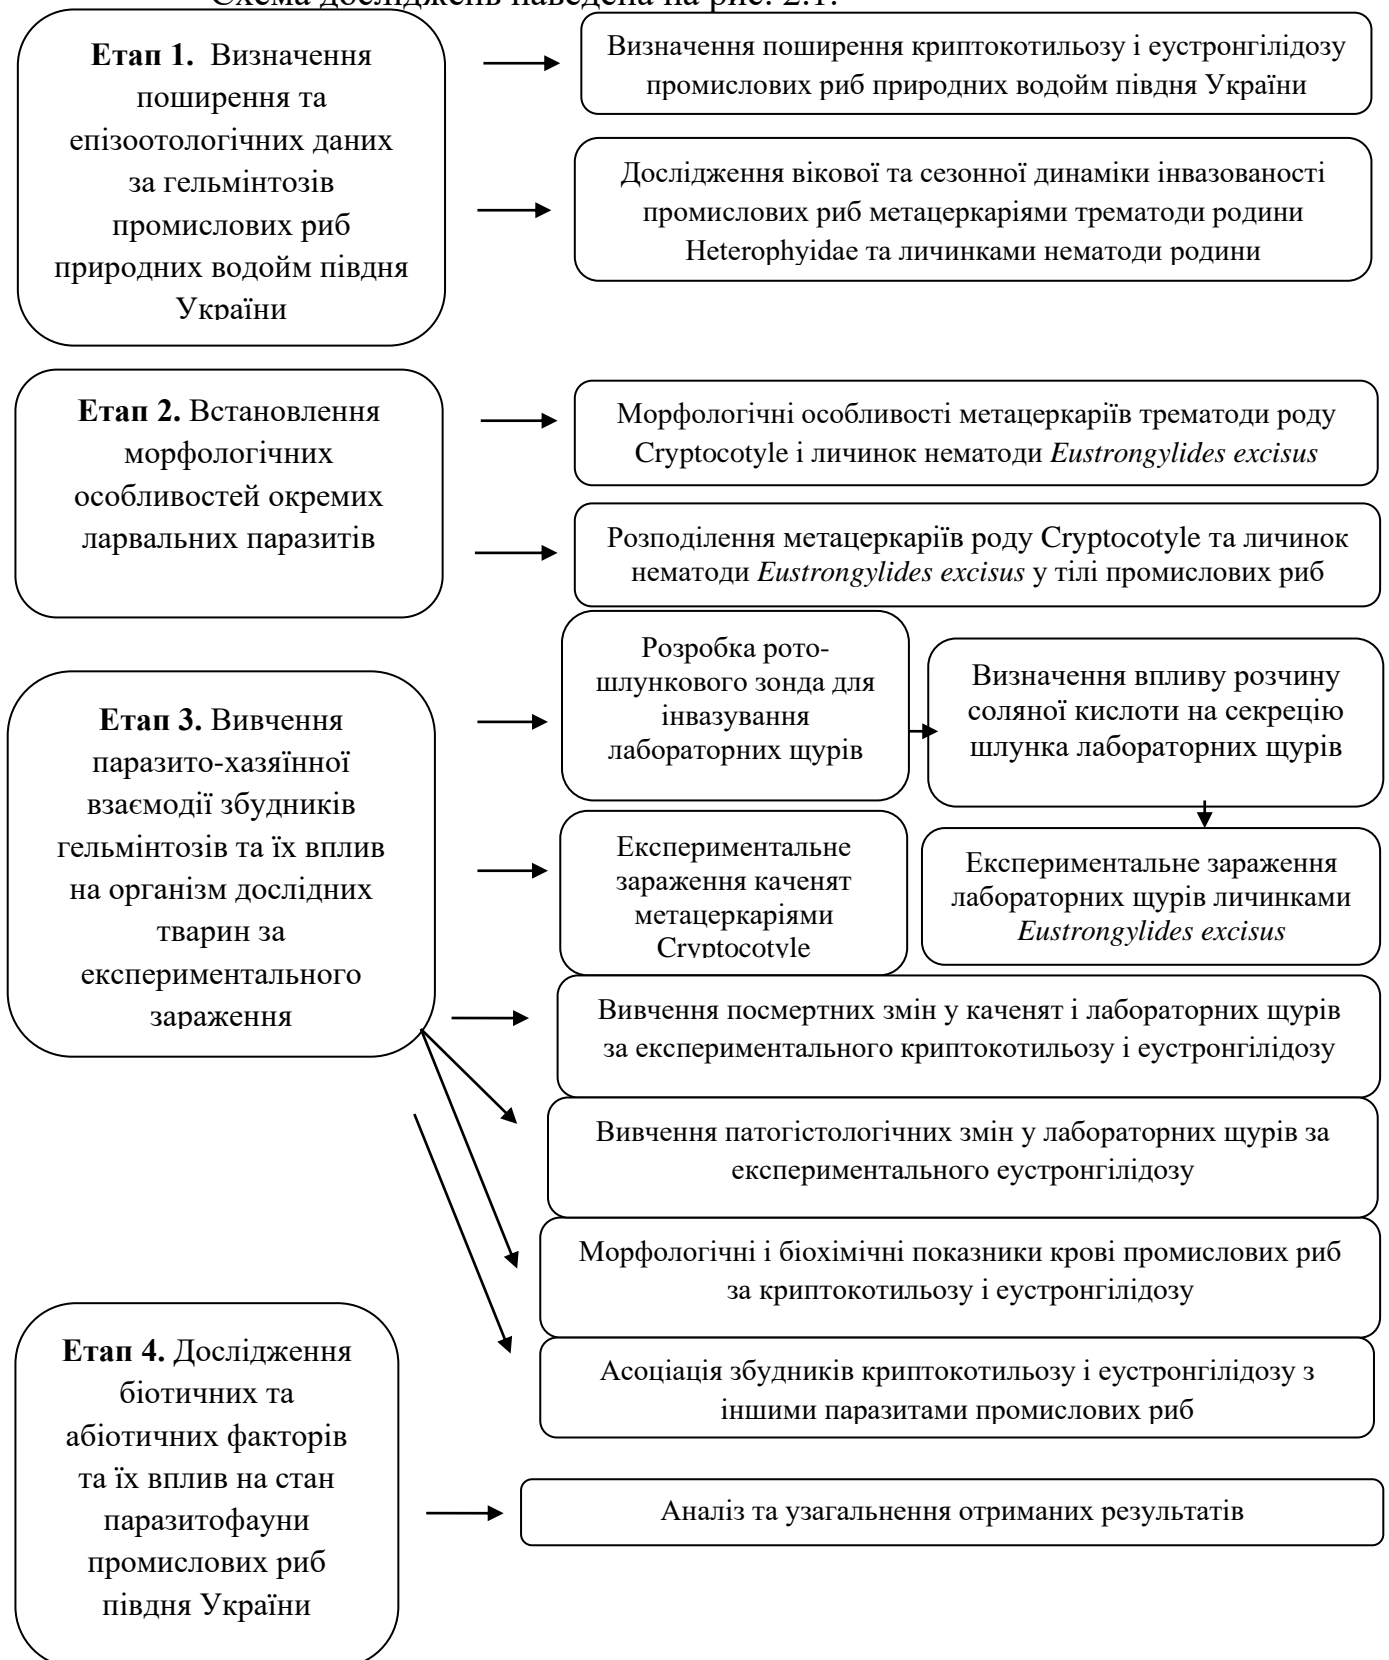 Схема досліджень наведена на рис. 2.1.
Етап 1. Визначення
поширення та
епізоотологічних даних
за гельмінтозів
промислових риб
природних водойм півдня
України
Визначення поширення криптокотильозу і еустронгілідозу
промислових риб природних водойм півдня України
Дослідження вікової та сезонної динаміки інвазованості
промислових риб метацеркаріями трематоди родини
Heterophyidae та личинками нематоди родини
Етап 2. Встановлення
морфологічних
особливостей окремих
ларвальних паразитів
Морфологічні особливості метацеркаріїв трематоди роду
Cryptocotyle і личинок нематоди Eustrongylides excisus
Розподілення метацеркаріїв роду Cryptocotyle та личинок
нематоди Eustrongylides excisus у тілі промислових риб
Етап 3. Вивчення
паразито-хазяїнної
взаємодії збудників
гельмінтозів та їх вплив
на організм дослідних
тварин за
експериментального
зараження
Розробка рото-
шлункового зонда для
інвазування
лабораторних щурів
Визначення впливу розчину
соляної кислоти на секрецію
шлунка лабораторних щурів
Експериментальне
зараження каченят
метацеркаріями
Cryptocotyle
Експериментальне зараження
лабораторних щурів личинками
Eustrongylides excisus
Вивчення посмертних змін у каченят і лабораторних щурів
за експериментального криптокотильозу і еустронгілідозу
Вивчення патогістологічних змін у лабораторних щурів за
експериментального еустронгілідозу
Морфологічні і біохімічні показники крові промислових риб
за криптокотильозу і еустронгілідозу
Асоціація збудників криптокотильозу і еустронгілідозу з
іншими паразитами промислових риб
Етап 4. Дослідження
біотичних та
абіотичних факторів
та їх вплив на стан
паразитофауни
промислових риб
півдня України
Аналіз та узагальнення отриманих результатів